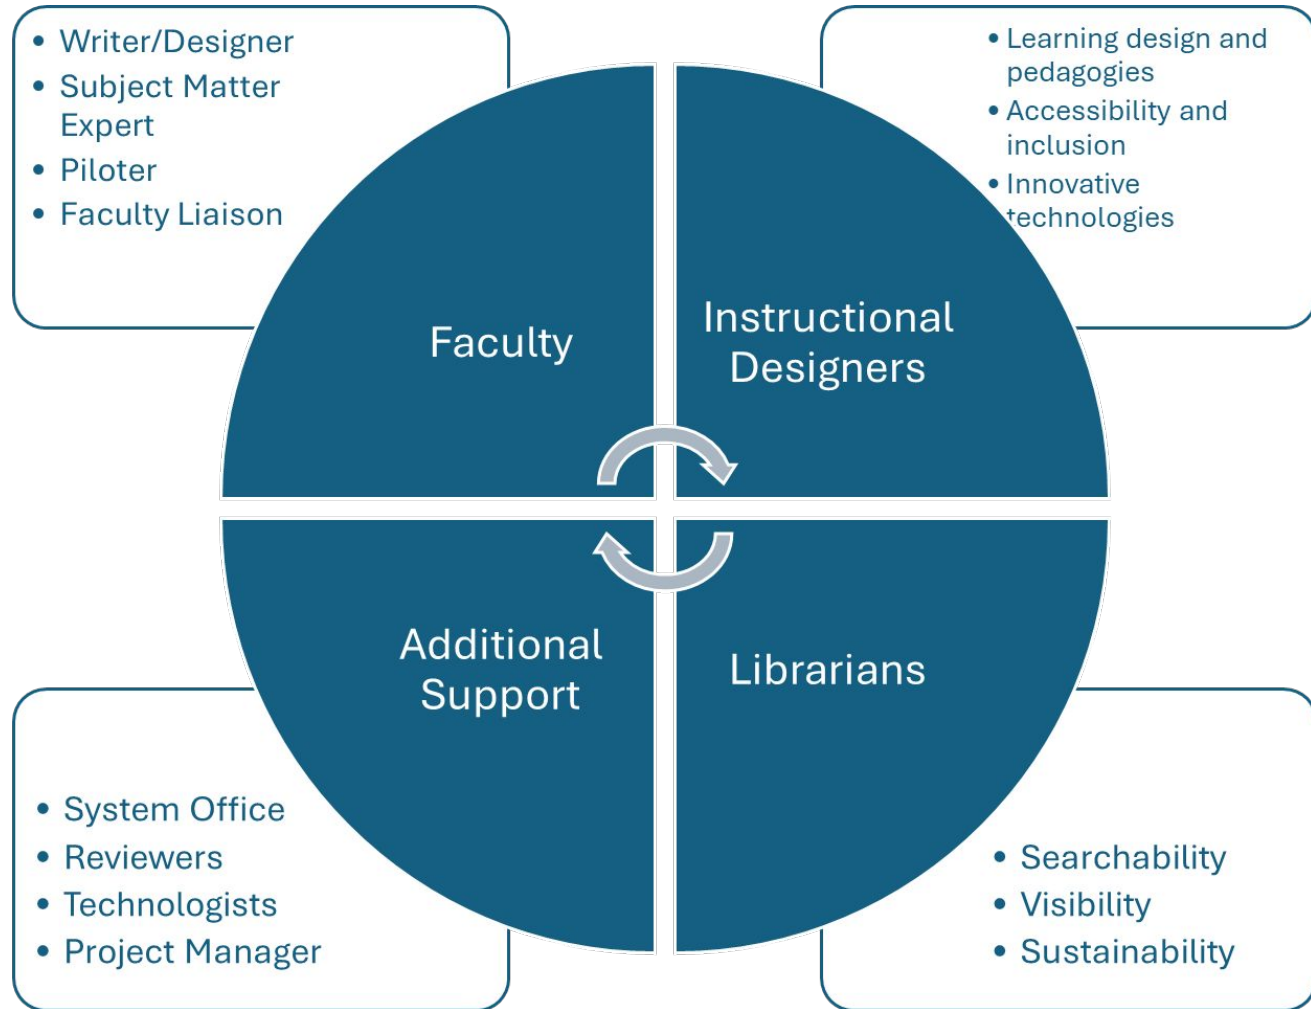 • Writer/Designer
• Subject Matter
Expert
• Piloter
• Faculty Liaison
• Learning design and
pedagogies
• Accessibility and
inclusion
• Innovative
technologies
Faculty
Instructional
Designers
Additional
Support
Librarians
• System Office
• Reviewers
• Technologists
• Project Manager
• Searchability
• Visibility
• Sustainability